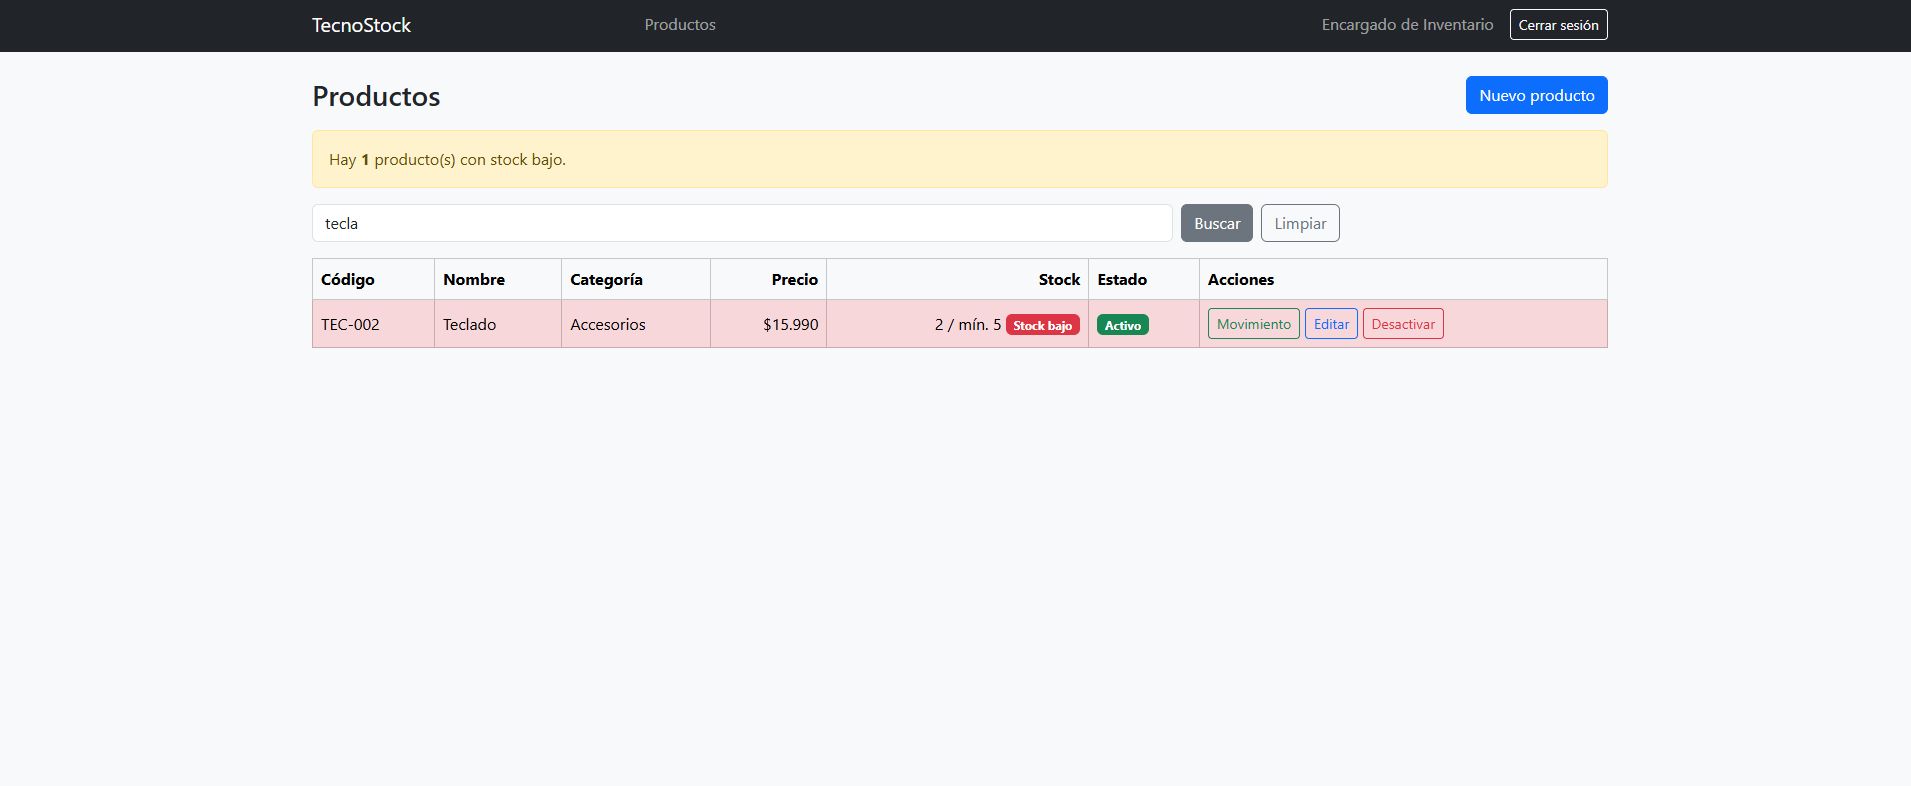 TecnoStock Productos Encargado de Inventario Cerrar sesión
Productos Nuevo producto
Hay 1 producto(s) con stock bajo.
tecla Buscar Limpiar
Código Nombre Categoría Precio Stock Estado Acciones
TEC-002 Teclado Accesorios $15.990 2 / mín. 5 Stock bajo Activo Movimiento Editar Desactivar